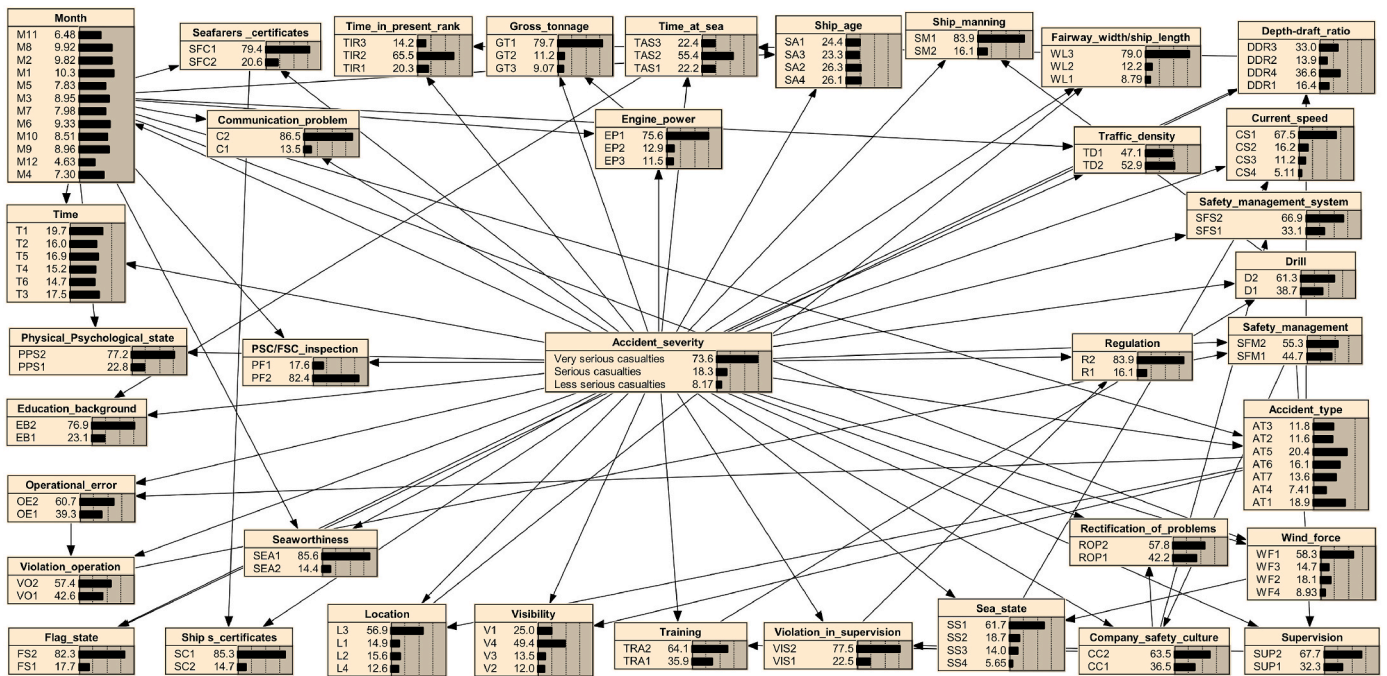 Month
M11 6.48
M8 9.92
M2 9.82
M1 10.3
M5 7.83
M3 8.95
M7 7.98
M6 9.33
M10 8.51
M9 8.96
M12 4.63
M4 7.30
Seafarers _certificates
SFC1 79.4
SFC2 20.6
Time_in_present_rank
TIR3 14.2
TIR2 65.5
TIR1 20.3
Gross_tonnage
GT1 79.7
GT2 11.2
GT3 9.07
Time_at_sea
TAS3 22.4
TAS2 55.4
TAS1 22.2
Ship_age
SA1 24.4
SA3 23.3
SA2 26.3
SA4 26.1
Ship_manning
SM1 83.9
SM2 16.1
Fairway_width/ship_length
WL3 79.0
WL2 12.2
WL1 8.79
Depth-draft_ratio
DDR3 33.0
DDR2 13.9
DDR4 36.6
DDR1 16.4
Communication_problem
C2 86.5
C1 13.5
Engine_power
EP1 75.6
EP2 12.9
EP3 11.5
Traffic_density
TD1 47.1
TD2 52.9
Current_speed
CS1 67.5
CS2 16.2
CS3 11.2
CS4 5.11
Time
T1 19.7
T2 16.0
T5 16.9
T4 15.2
T6 14.7
T3 17.5
Safety_management_system
SFS2 66.9
SFS1 33.1
Drill
D2 61.3
D1 38.7
Physical_Psychological_state
PPS2 77.2
PPS1 22.8
PSC/FSC_inspection
PF1 17.6
PF2 82.4
Accident_severity
Very serious casualties 73.6
Serious casualties 18.3
Less serious casualties 8.17
Regulation
R2 83.9
R1 16.1
Safety_management
SFM2 55.3
SFM1 44.7
Education_background
EB2 76.9
EB1 23.1
Accident_type
AT3 11.8
AT2 11.6
AT5 20.4
AT6 16.1
AT7 13.6
AT4 7.41
AT1 18.9
Operational_error
OE2 60.7
OE1 39.3
Seaworthiness
SEA1 85.6
SEA2 14.4
Rectification_of_problems
ROP2 57.8
ROP1 42.2
Wind_force
WF1 58.3
WF3 14.7
WF2 18.1
WF4 8.93
Violation_operation
VO2 57.4
VO1 42.6
Flag_state
FS2 82.3
FS1 17.7
Ship s_certificates
SC1 85.3
SC2 14.7
Location
L3 56.9
L1 14.9
L2 15.6
L4 12.6
Visibility
V1 25.0
V4 49.4
V3 13.5
V2 12.0
Training
TRA2 64.1
TRA1 35.9
Violation_in_supervision
VIS2 77.5
VIS1 22.5
Sea_state
SS1 61.7
SS2 18.7
SS3 14.0
SS4 5.65
Company_safety_culture
CC2 63.5
CC1 36.5
Supervision
SUP2 67.7
SUP1 32.3